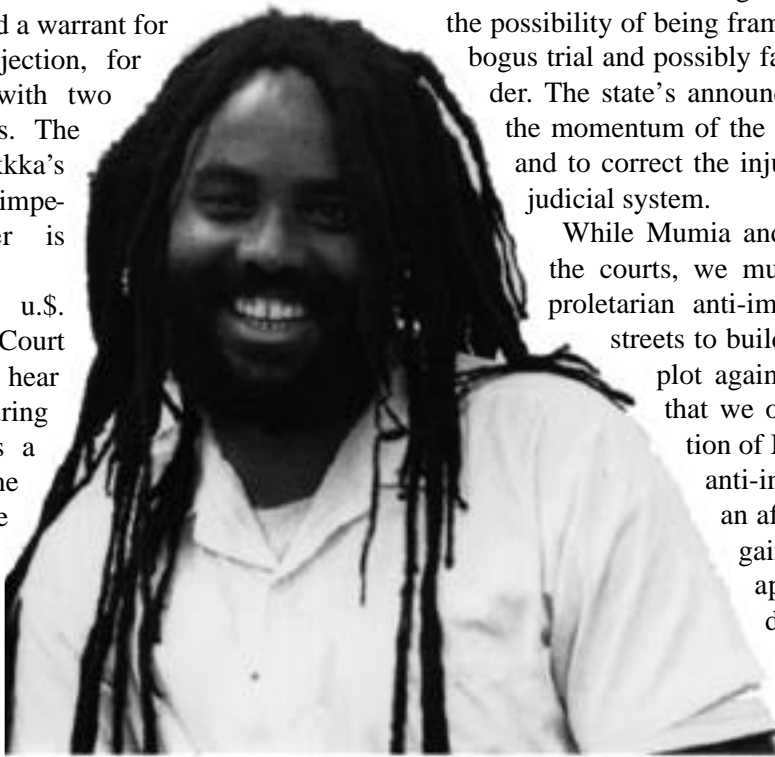 d a warrant for
jection, for
with two
s. The
kka's
impe-
er is
u.$.
Court
hear
ring
s a
e
the possibility of being fram
bogus trial and possibly fa
der. The state's announc
the momentum of the
and to correct the inju
judicial system.
While Mumia and
the courts, we mu
proletarian anti-im
streets to build
plot again
that we o
tion of
anti-in
an af
gai
ap
d